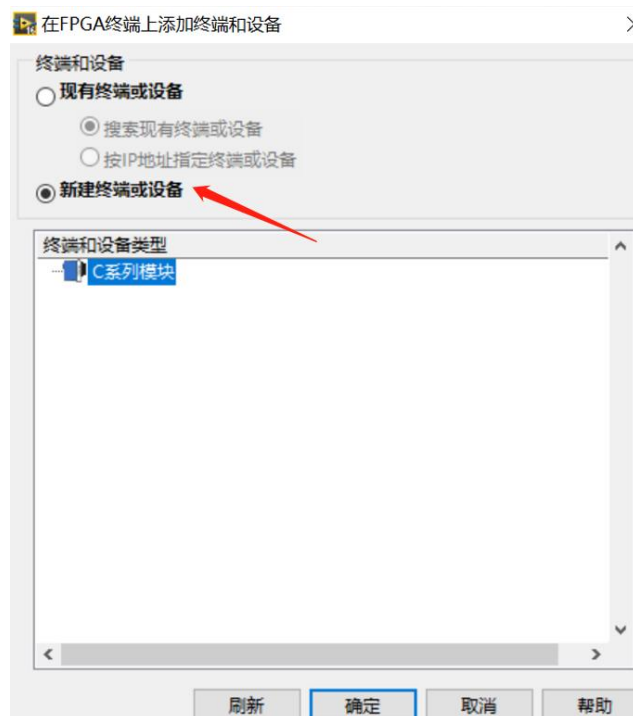 在FPGA终端上添加终端和设备
终端和设备
现有终端或设备
搜索现有终端或设备
按IP地址指定终端或设备
新建终端或设备
终端和设备类型
C系列模块
刷新 确定 取消 帮助